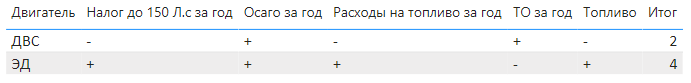 Двигатель Налог до 150 Л.с за год Осаго за год Расходы на топливо за год ТО за год Топливо Итог
ДВС - + - + - 2
ЭД + + + - + 4